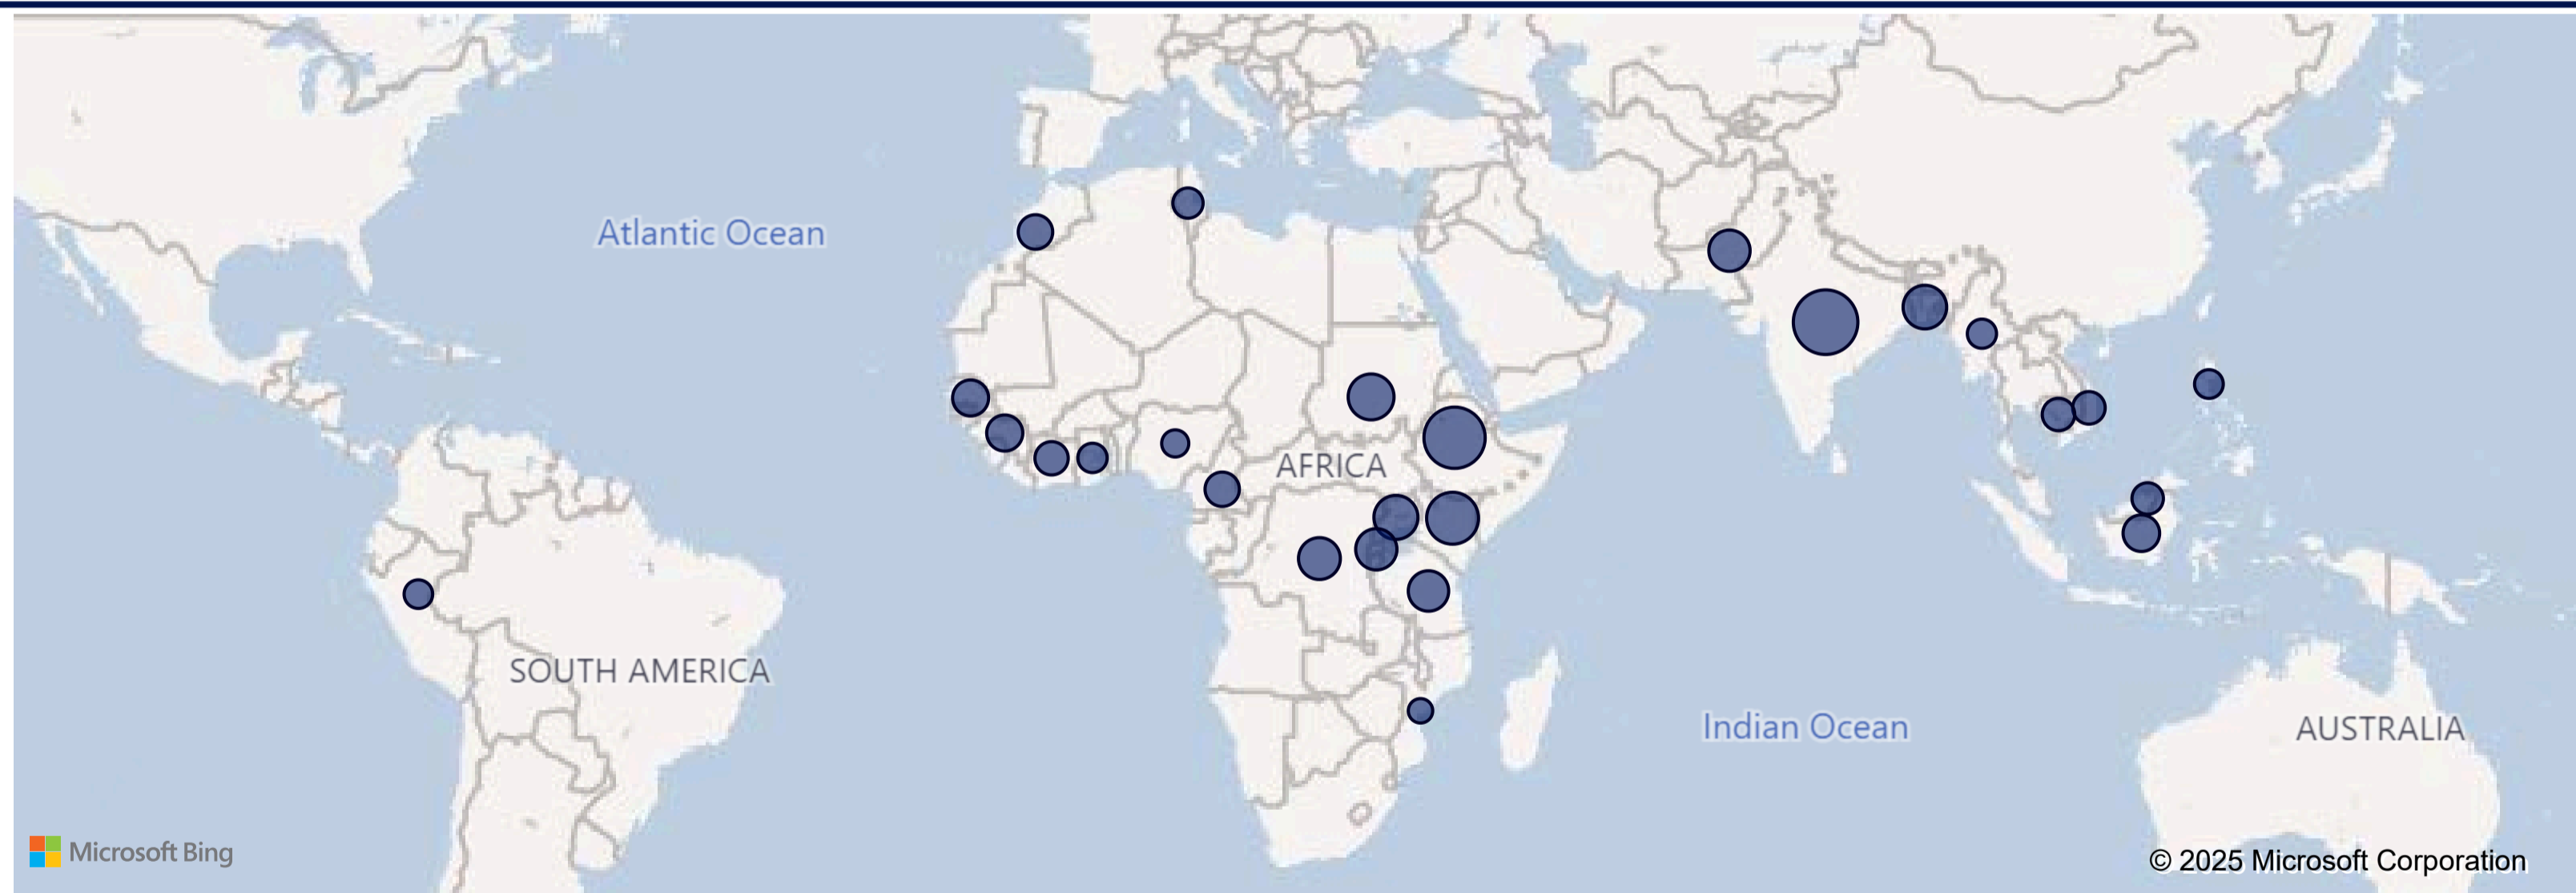 Atlantic Ocean
AFRICA
SOUTH AMERICA
Indian Ocean
AUSTRALIA
Microsoft Bing
© 2025 Microsoft Corporation